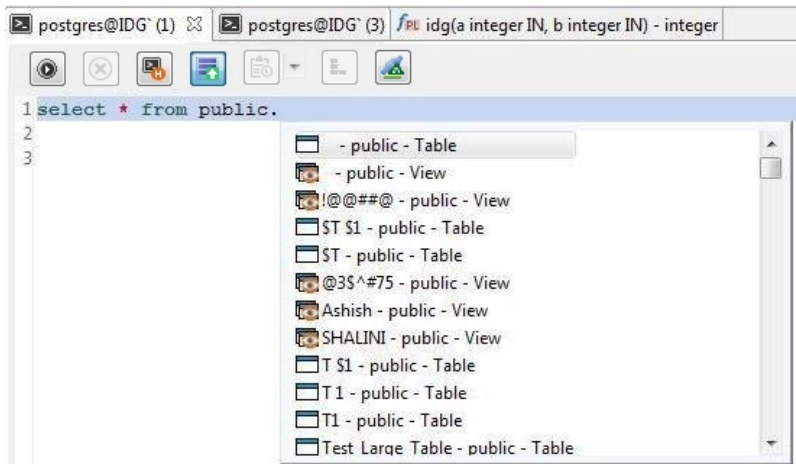 postgres@IDG` (1) postgres@IDG` (3) idg(a integer IN, b integer IN) - integer
1 select * from public.
2
3
- public - Table
- public - View
!@@##@ - public - View
$T $1 - public - Table
$T - public - Table
@3$^#75 - public - View
Ashish - public - View
SHALINI - public - View
T $1 - public - Table
T 1 - public - Table
T1 - public - Table
Test Large Table - public - Table